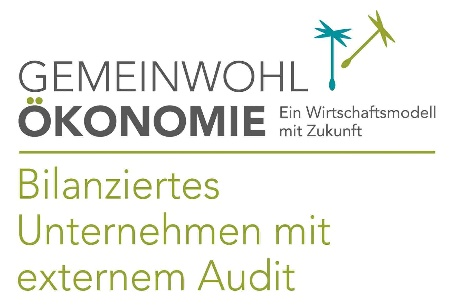 GEMEINWOHL
ÖKONOMIE
Ein Wirtschaftsmodell
mit Zukunft
Bilanziertes
Unternehmen mit
externem Audit